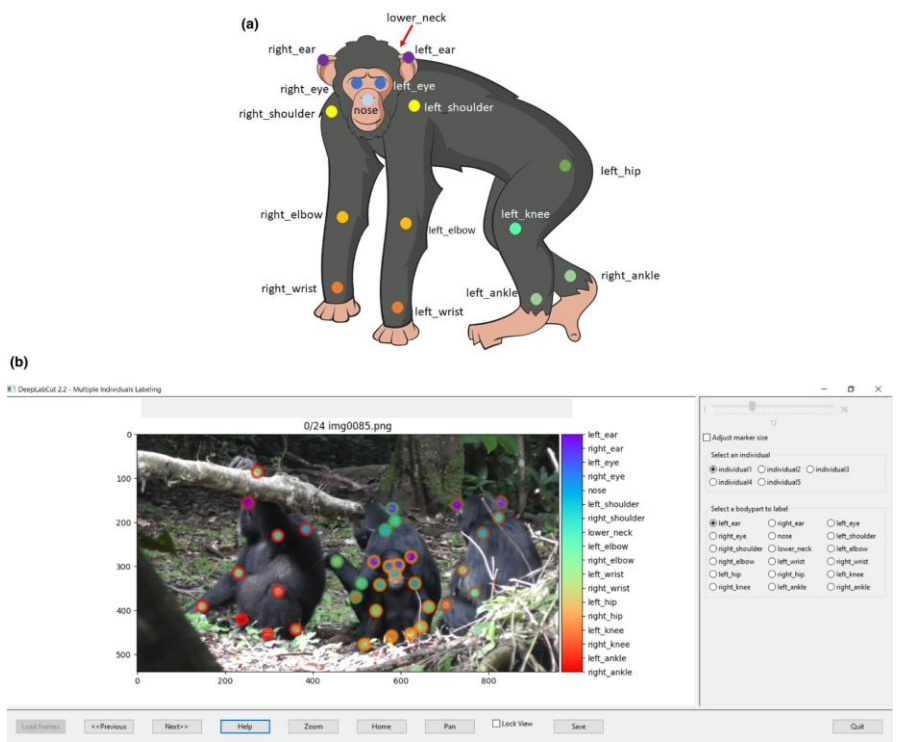 (a)
lower_neck
right_ear
left_ear
right_eye
left_eye
nose
right_shoulder
left_shoulder
left_hip
right_elbow
left_elbow
left_knee
right_wrist
left_wrist
left_ankle
right_ankle
(b)
DeepLabCut 2.2 - Multiple Individuals Labeling
0/24 img0085.png
0
100
200
300
400
500
0 200 400 600 800
left_ear
right_ear
left_eye
right_eye
nose
left_shoulder
right_shoulder
lower_neck
left_elbow
right_elbow
left_wrist
right_wrist
left_hip
right_hip
left_knee
right_knee
left_ankle
right_ankle
1
12
Adjust marker size
Select an individual
individual1 individual2 individual3
individual4 individual5
Select a bodypart to label
left_ear right_ear left_eye
right_eye nose left_shoulder
right_shoulder lower_neck left_elbow
right_elbow left_wrist right_wrist
left_hip right_hip left_knee
right_knee left_ankle right_ankle
Load frames <<Previous Next>> Help Zoom Home Pan Lock View Save Quit